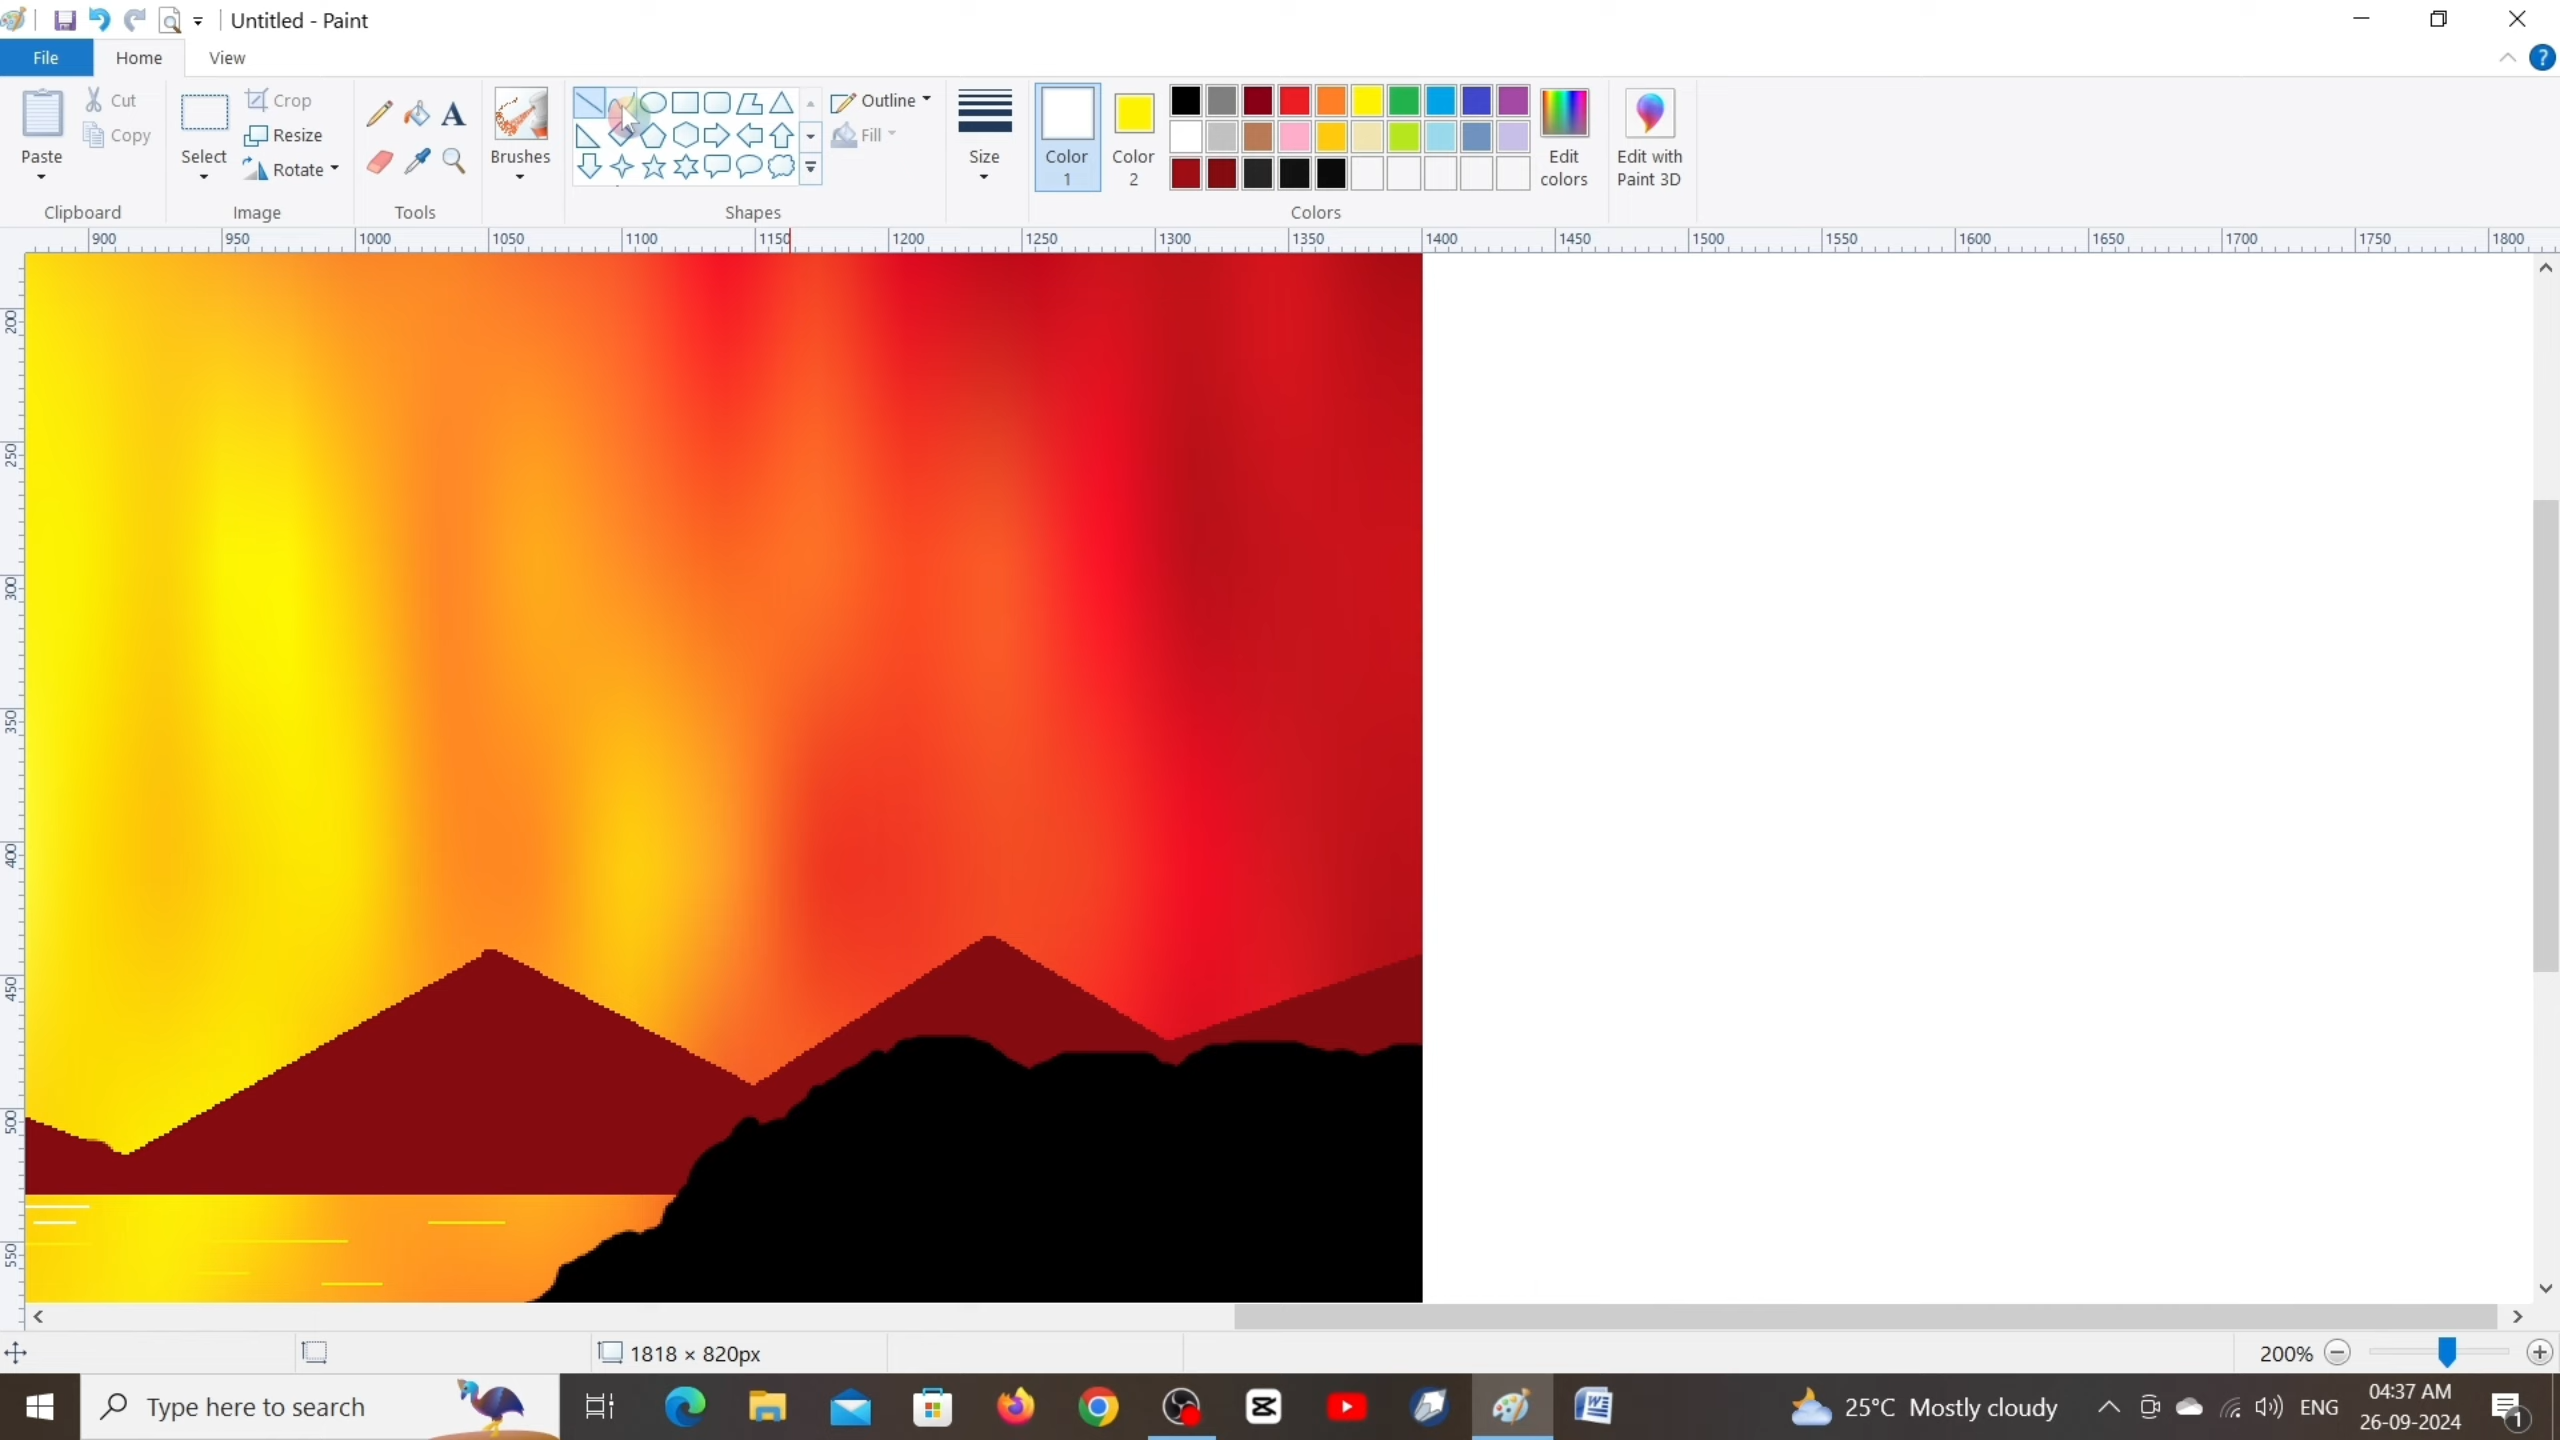 Untitled - Paint
File Home View
Paste
Cut
Copy
Clipboard
Select
Crop
Resize
Rotate
Image
Tools
Brushes
Shapes
Outline
Fill
Size
Color 1
Color 2
Edit colors
Colors
Edit with Paint 3D
900 950 1000 1050 1100 1150 1200 1250 1300 1350 1400 1450 1500 1550 1600 1650 1700 1750 1800
200
250
300
350
400
450
500
550
1818 × 820px
200%
Type here to search
25°C Mostly cloudy
ENG
04:37 AM
26-09-2024
1